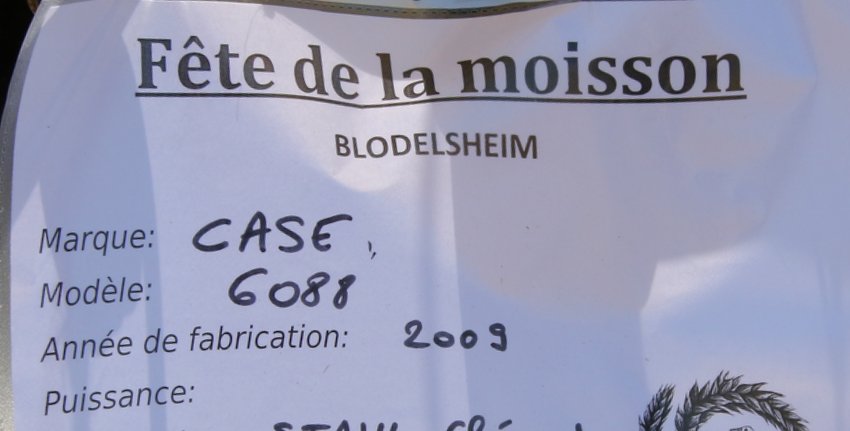 Fête de la moisson
BLODELSHEIM
Marque: CASE
Modèle: 6088
Année de fabrication: 2009
Puissance: